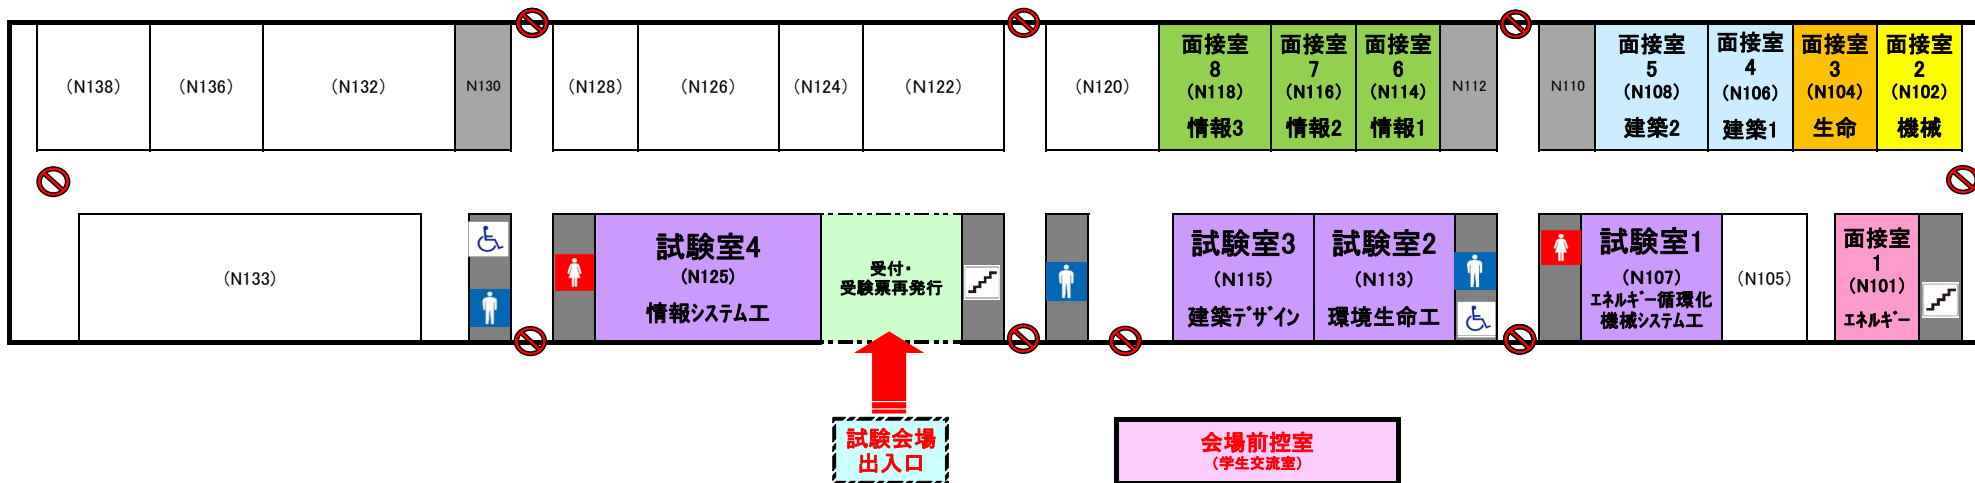 (N138)
(N136)
(N132)
N130
(N128)
(N126)
(N124)
(N122)
(N120)
面接室
8
(N118)
情報3
面接室
7
(N116)
情報2
面接室
6
(N114)
情報1
N112
N110
面接室
5
(N108)
建築2
面接室
4
(N106)
建築1
面接室
3
(N104)
生命
面接室
2
(N102)
機械
(N133)
試験室4
(N125)
情報システム工
受付・
受験票再発行
試験室3
(N115)
建築デザイン
試験室2
(N113)
環境生命工
試験室1
(N107)
エネルギー循環化
機械システム工
(N105)
面接室
1
(N101)
エネルギー
試験会場
出入口
会場前控室
(学生交流室)